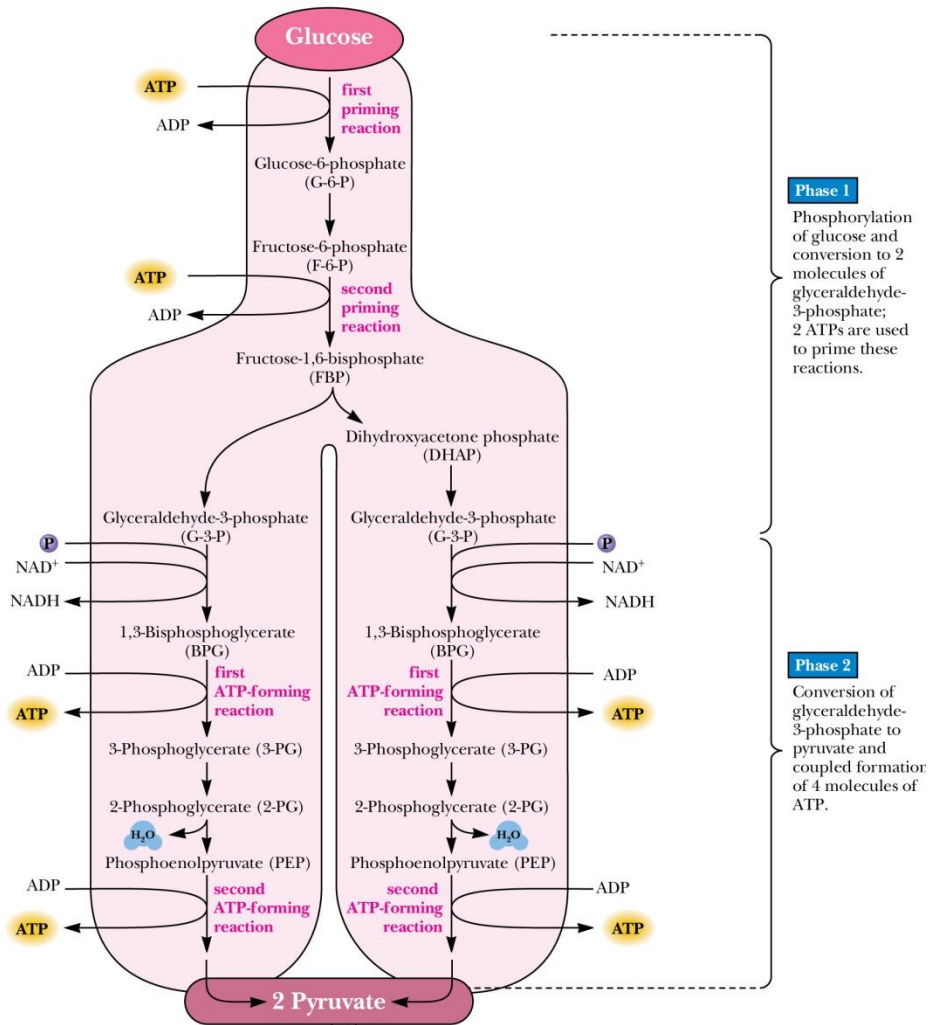 Glucose
ATP
first
priming
reaction
ADP
Glucose-6-phosphate
(G-6-P)
Phase 1
Phosphorylation
of glucose and
conversion to 2
molecules of
glyceraldehyde-
3-phosphate;
2 ATPs are used
to prime these
reactions.
Fructose-6-phosphate
(F-6-P)
ATP
second
priming
reaction
ADP
Fructose-1,6-bisphosphate
(FBP)
Dihydroxyacetone phosphate
(DHAP)
Glyceraldehyde-3-phosphate
(G-3-P)
Glyceraldehyde-3-phosphate
(G-3-P)
P
P
NAD+
NAD+
NADH
NADH
1,3-Bisphosphoglycerate
(BPG)
1,3-Bisphosphoglycerate
(BPG)
ADP
first
ATP-forming
reaction
first
ATP-forming
reaction
ADP
ATP
ATP
Phase 2
Conversion of
glyceraldehyde-
3-phosphate to
pyruvate and
coupled formation
of 4 molecules of
ATP.
3-Phosphoglycerate (3-PG)
3-Phosphoglycerate (3-PG)
2-Phosphoglycerate (2-PG)
2-Phosphoglycerate (2-PG)
H₂O
H₂O
Phosphoenolpyruvate (PEP)
Phosphoenolpyruvate (PEP)
ADP
second
ATP-forming
reaction
second
ATP-forming
reaction
ADP
ATP
ATP
2 Pyruvate